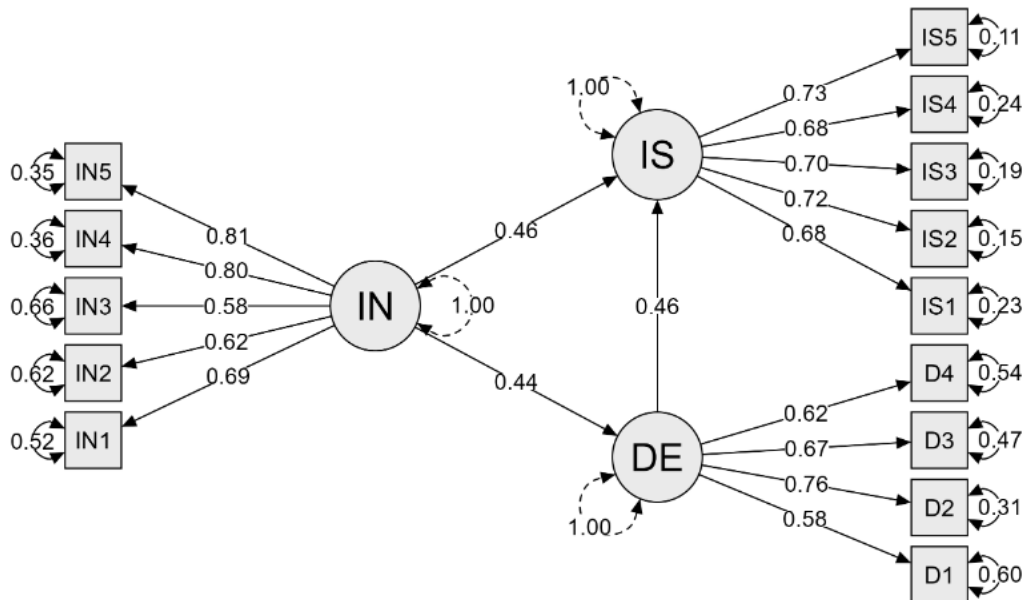 IS5 0.11
1.00
0.73
IS4 0.24
0.68
IS
0.35 IN5
0.70
IS3 0.19
0.72
0.46
0.81
0.68
IS2 0.15
0.36 IN4
0.80
0.66 IN3
0.58
IN
1.00
0.46
IS1 0.23
0.62
0.62 IN2
0.69
0.44
D4 0.54
0.62
0.52 IN1
0.67
D3 0.47
DE
0.76
0.58
D2 0.31
1.00
D1 0.60